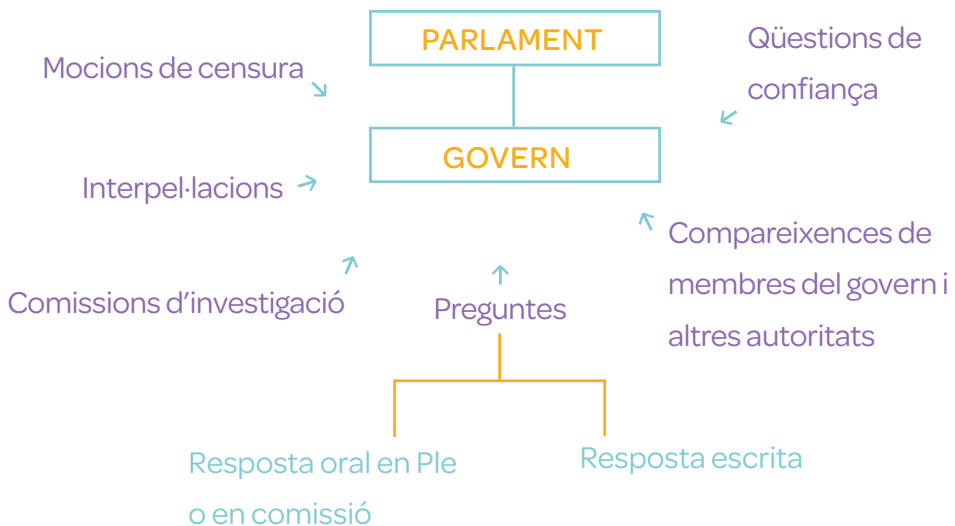 PARLAMENT
Mocions de censura
Qüestions de
confiança
GOVERN
Interpel·lacions
Compareixences de
membres del govern i
altres autoritats
Comissions d'investigació
Preguntes
Resposta oral en Ple
o en comissió
Resposta escrita